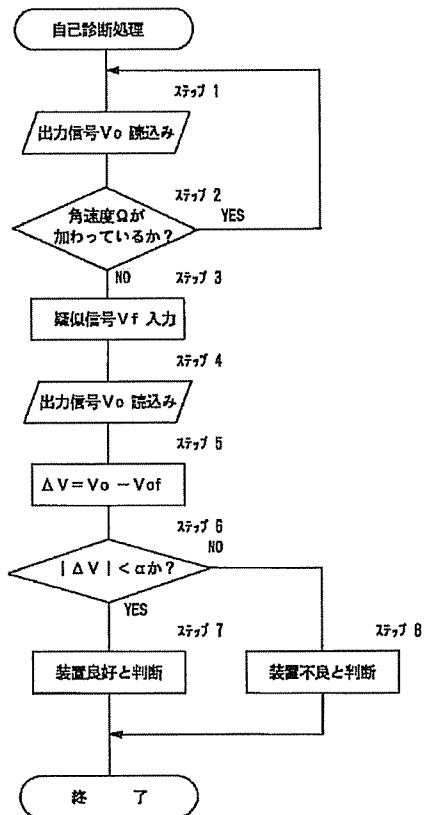 自己診断処理
ステップ 1
出力信号Vo 読込み
ステップ 2
角速度Ωが
加わっているか?
YES
NO
ステップ 3
疑似信号Vf 入力
ステップ 4
出力信号Vo 読込み
ステップ 5
ΔV=Vo −Vof
ステップ 6
|ΔV|<αか?
NO
YES
ステップ 7
装置良好と判断
ステップ 8
装置不良と判断
終 了